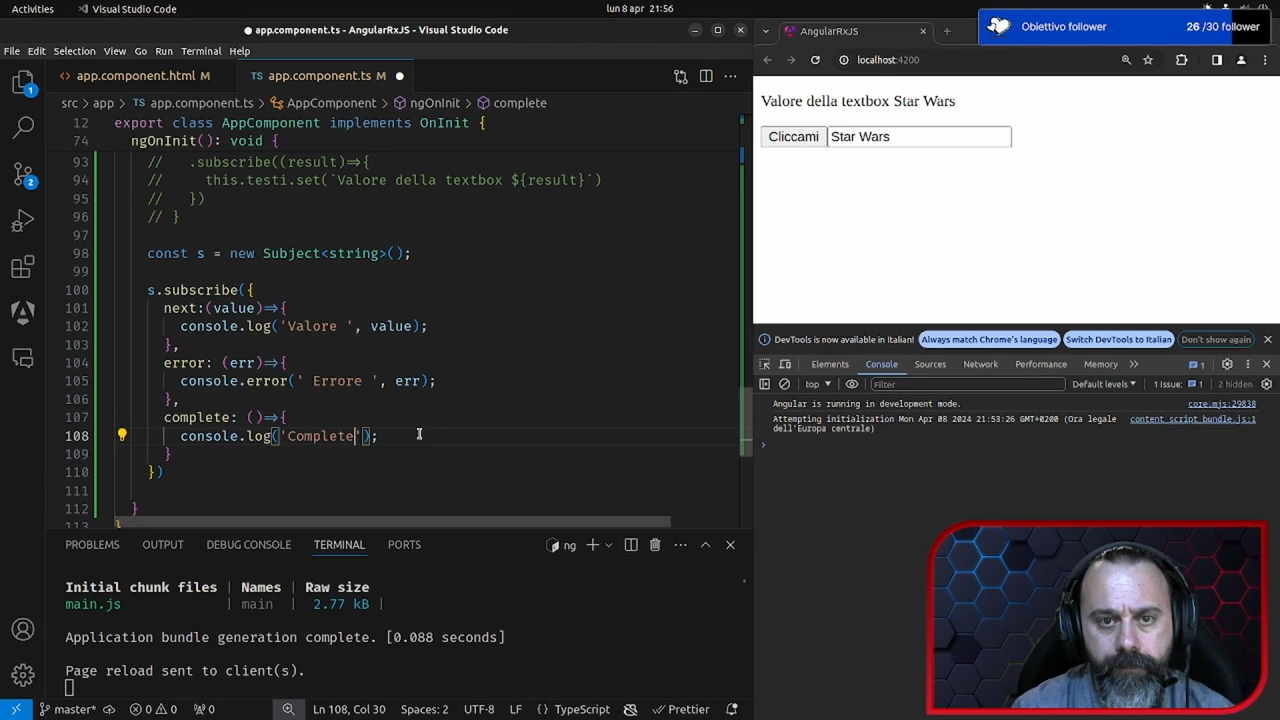 Activities
Visual Studio Code
lun 8 apr 21:56
app.component.ts - AngularRxJS - Visual Studio Code
File Edit Selection View Go Run Terminal Help
app.component.html M
app.component.ts M
src > app > app.component.ts > AppComponent > ngOnInit > complete
12 export class AppComponent implements OnInit {
74 ngOnInit(): void {
93 // .subscribe((result)=>{
94 // this.testi.set(`Valore della textbox ${result}`)
95 // })
96 // }
97
98 const s = new Subject<string>();
99
100 s.subscribe({
101 next:(value)=>{
102 console.log('Valore ', value);
103 },
104 error: (err)=>{
105 console.error(' Errore ', err);
106 },
107 complete: ()=>{
108 console.log('Complete');
109 }
110 })
111
112 }
113 }
PROBLEMS OUTPUT DEBUG CONSOLE TERMINAL PORTS
ng
Initial chunk files | Names | Raw size
main.js | main | 2.77 kB |
Application bundle generation complete. [0.088 seconds]
Page reload sent to client(s).
master* 0 0 0
Ln 108, Col 30 Spaces: 2 UTF-8 LF {} TypeScript Prettier
1
2
AngularRxJS
Obiettivo follower 26 /30 follower
localhost:4200
Valore della textbox Star Wars
Cliccami Star Wars
DevTools is now available in Italian! Always match Chrome's language Switch DevTools to Italian Don't show again
Elements Console Sources Network Performance Memory 1
top Filter Default levels 1 Issue: 1 2 hidden
Angular is running in development mode. core.mjs:29838
Attempting initialization Mon Apr 08 2024 21:53:26 GMT+0200 (Ora legale content script bundle.js:1
dell'Europa centrale)